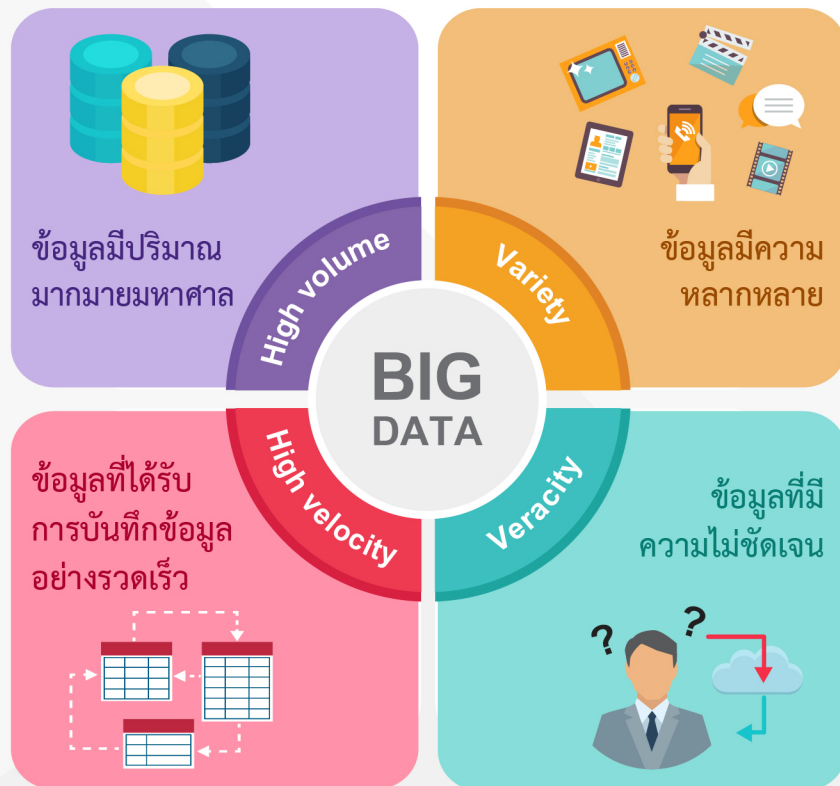 ข้อมูลมีปริมาณ
มากมายมหาศาล
High volume
Variety
ข้อมูลมีความ
หลากหลาย
BIG
DATA
ข้อมูลที่ได้รับ
การบันทึกข้อมูล
อย่างรวดเร็ว
High velocity
Veracity
ข้อมูลที่มี
ความไม่ชัดเจน
? ?